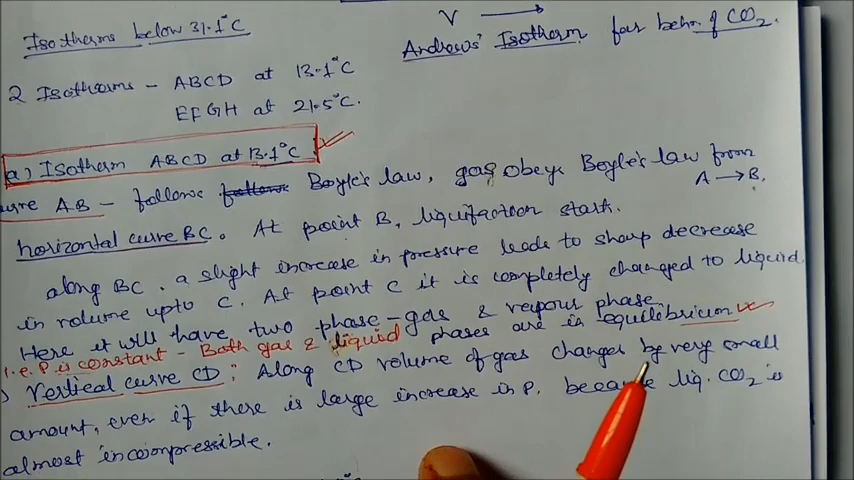 V ⟶
Isotherms below 31.1°C
Andrews' Isotherm for behn. of CO2.
2 Isotherms - ABCD at 13.1°C
EFGH at 21.5°C.
a) Isotherm ABCD at 13.1°C
urve AB - follows follows Boyle's law, gas obeys Boyle's law from
A → B.
horizontal curve BC. At point B, liquifaction start.
along BC. a slight increase in pressure leads to sharp decrease
in volume upto C. At point C it is completely changed to liquid.
Here it will have two phase - gas & vapour phase.
i.e. P is constant - Both gas & liquid phases are in equilibrium
) Vertical curve CD: Along CD volume of gas changes by very small
amount, even if there is large increase in P. because liq. CO2 is
almost incompressible.